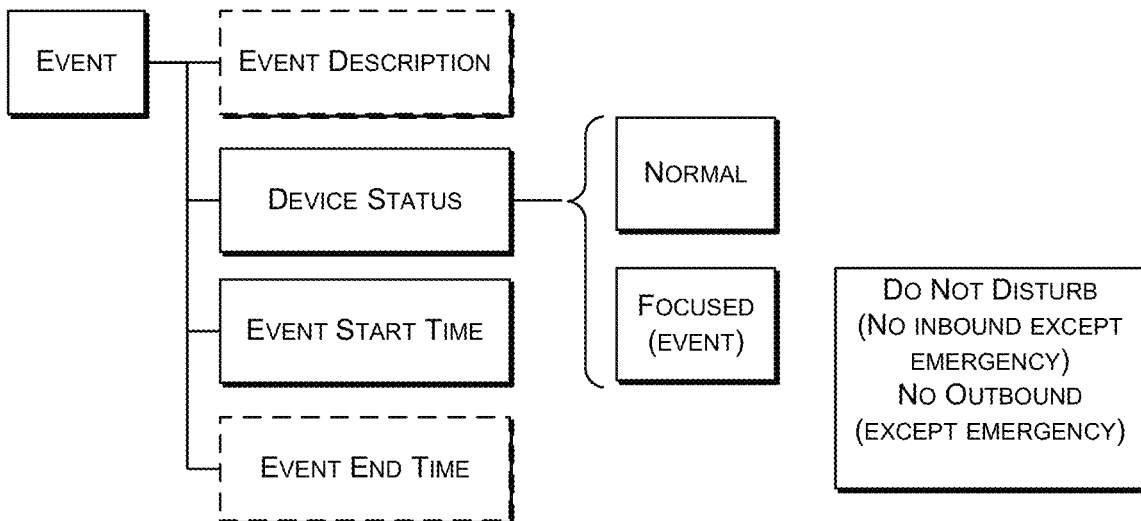 EVENT
EVENT DESCRIPTION
DEVICE STATUS
NORMAL
EVENT START TIME
FOCUSED
(EVENT)
DO NOT DISTURB
(NO INBOUND EXCEPT
EMERGENCY)
NO OUTBOUND
(EXCEPT EMERGENCY)
EVENT END TIME